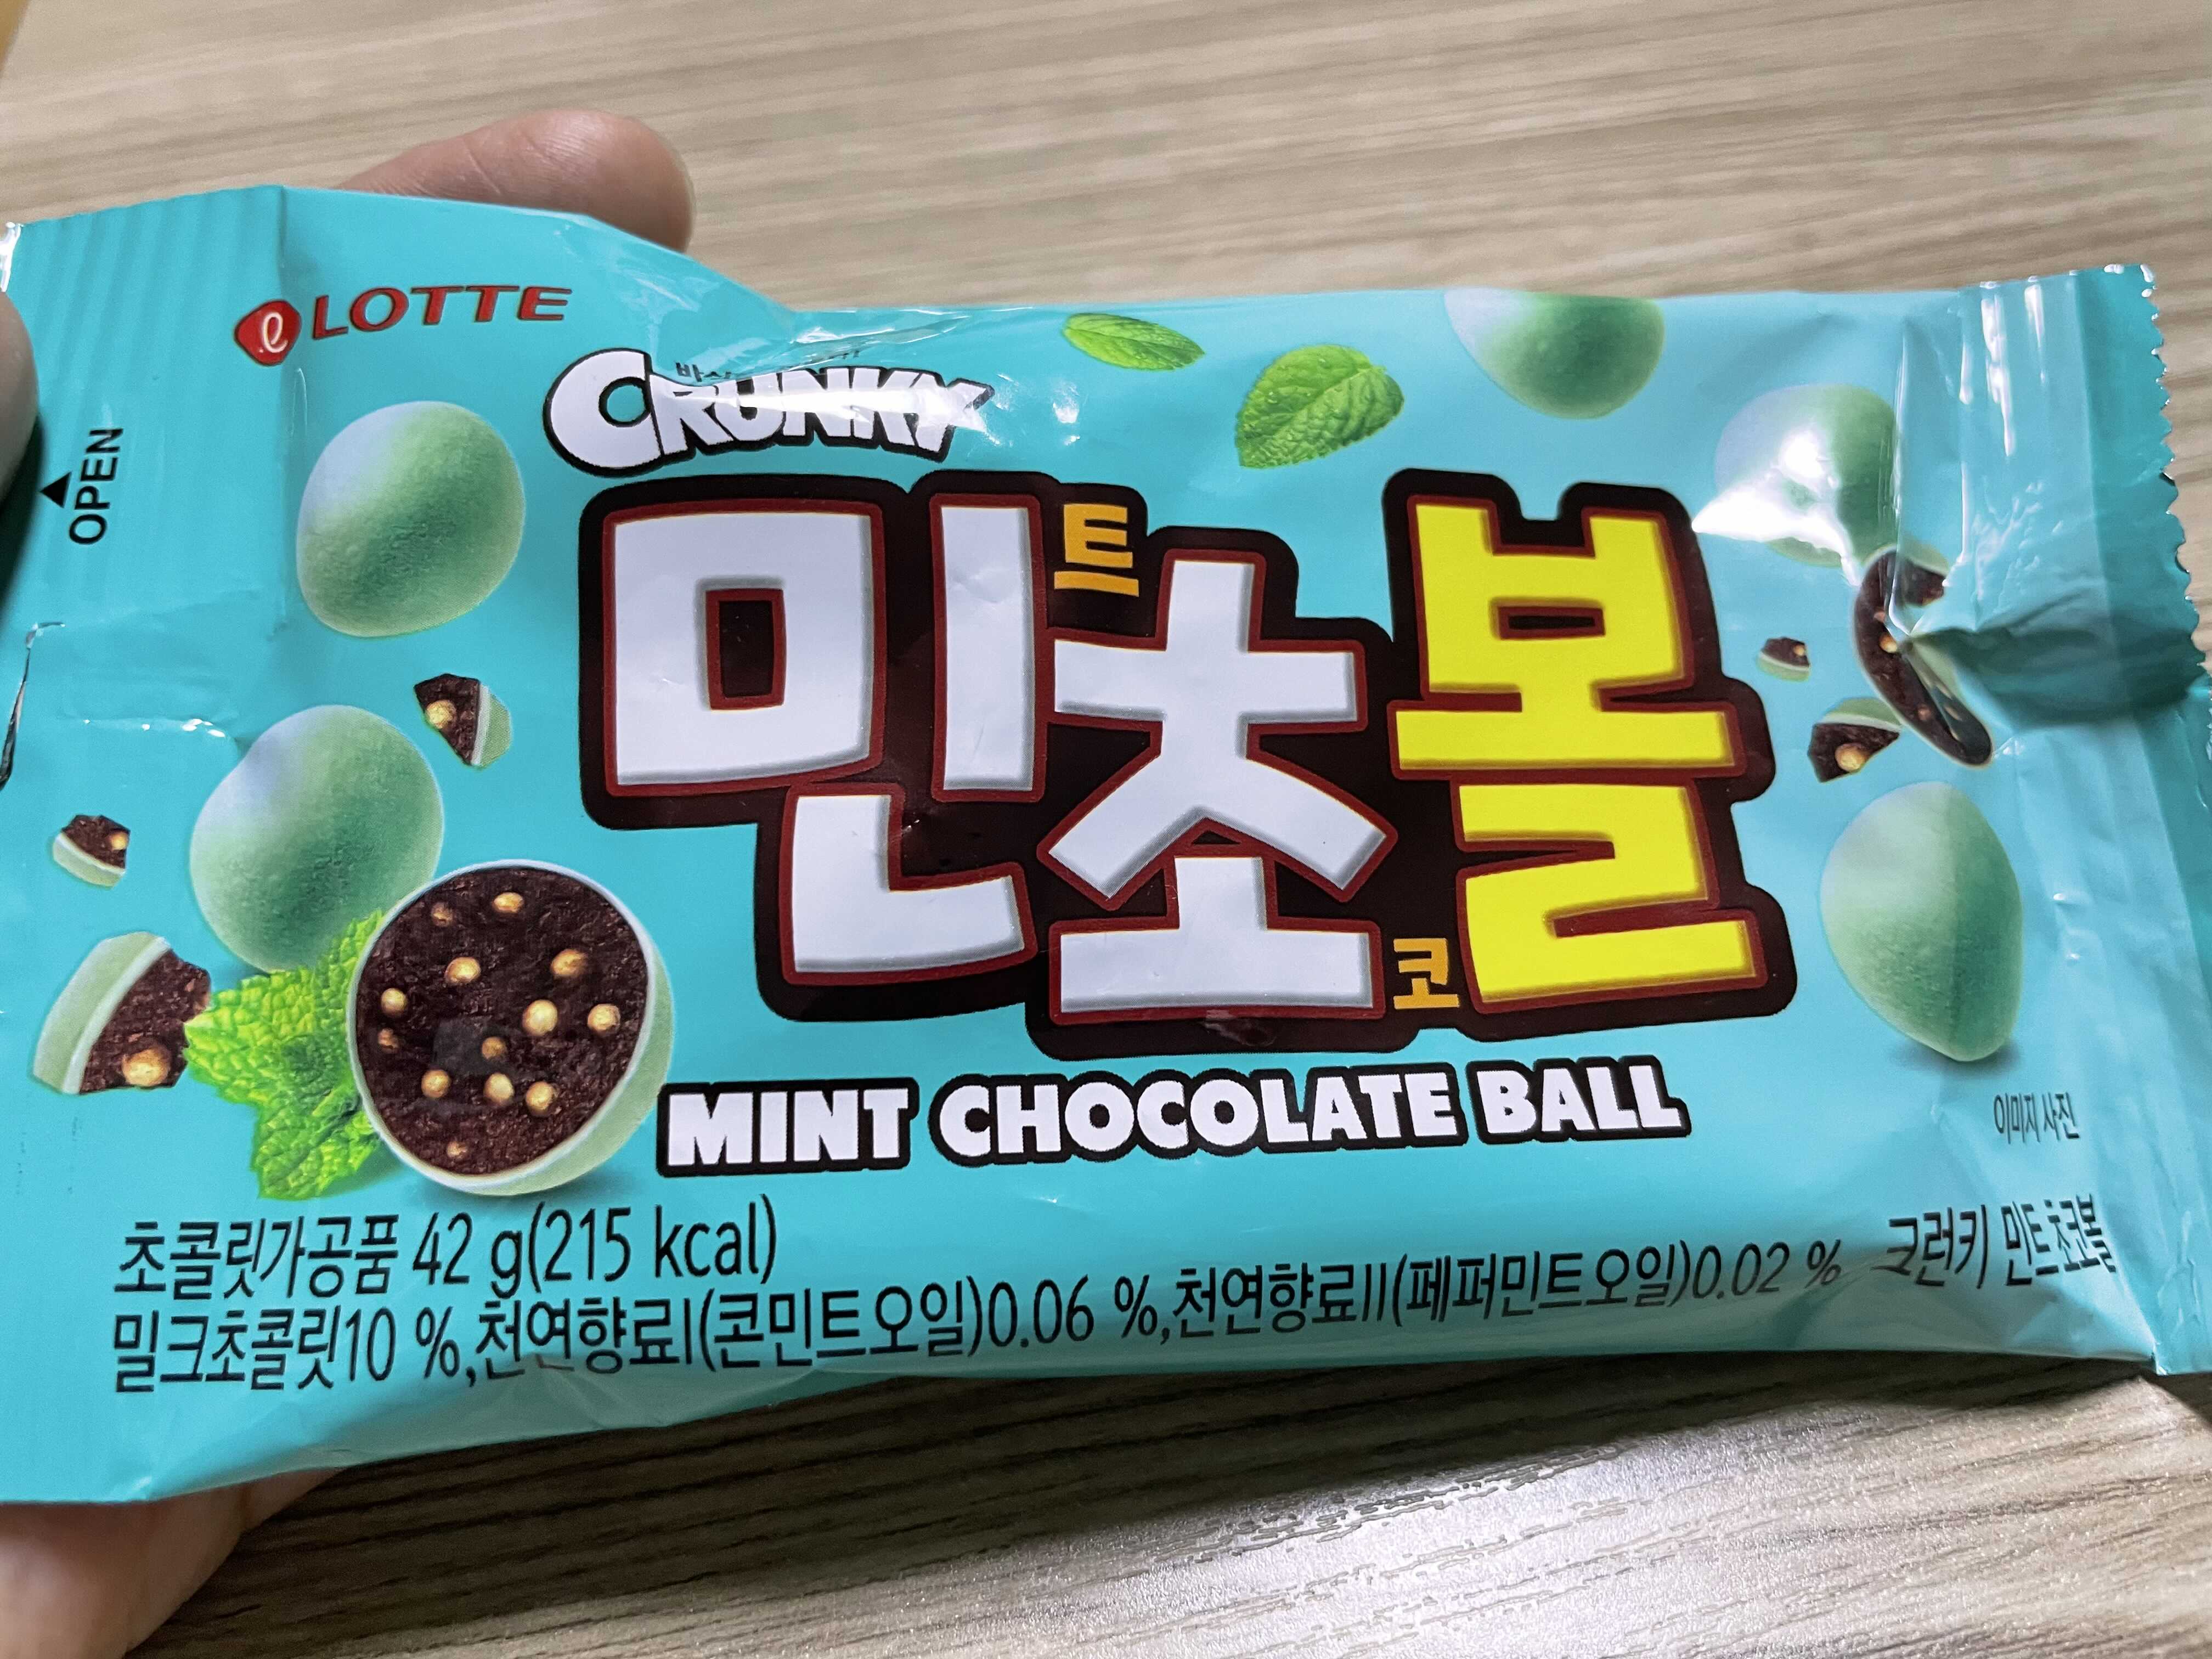 LOTTE
OPEN
CRUNKY
민트초코볼
MINT CHOCOLATE BALL
이미지 사진
초콜릿가공품 42 g(215 kcal)
밀크초콜릿10 %,천연향료I(콘민트오일)0.06 %,천연향료II(페퍼민트오일)0.02 % 크런키 민트초코볼